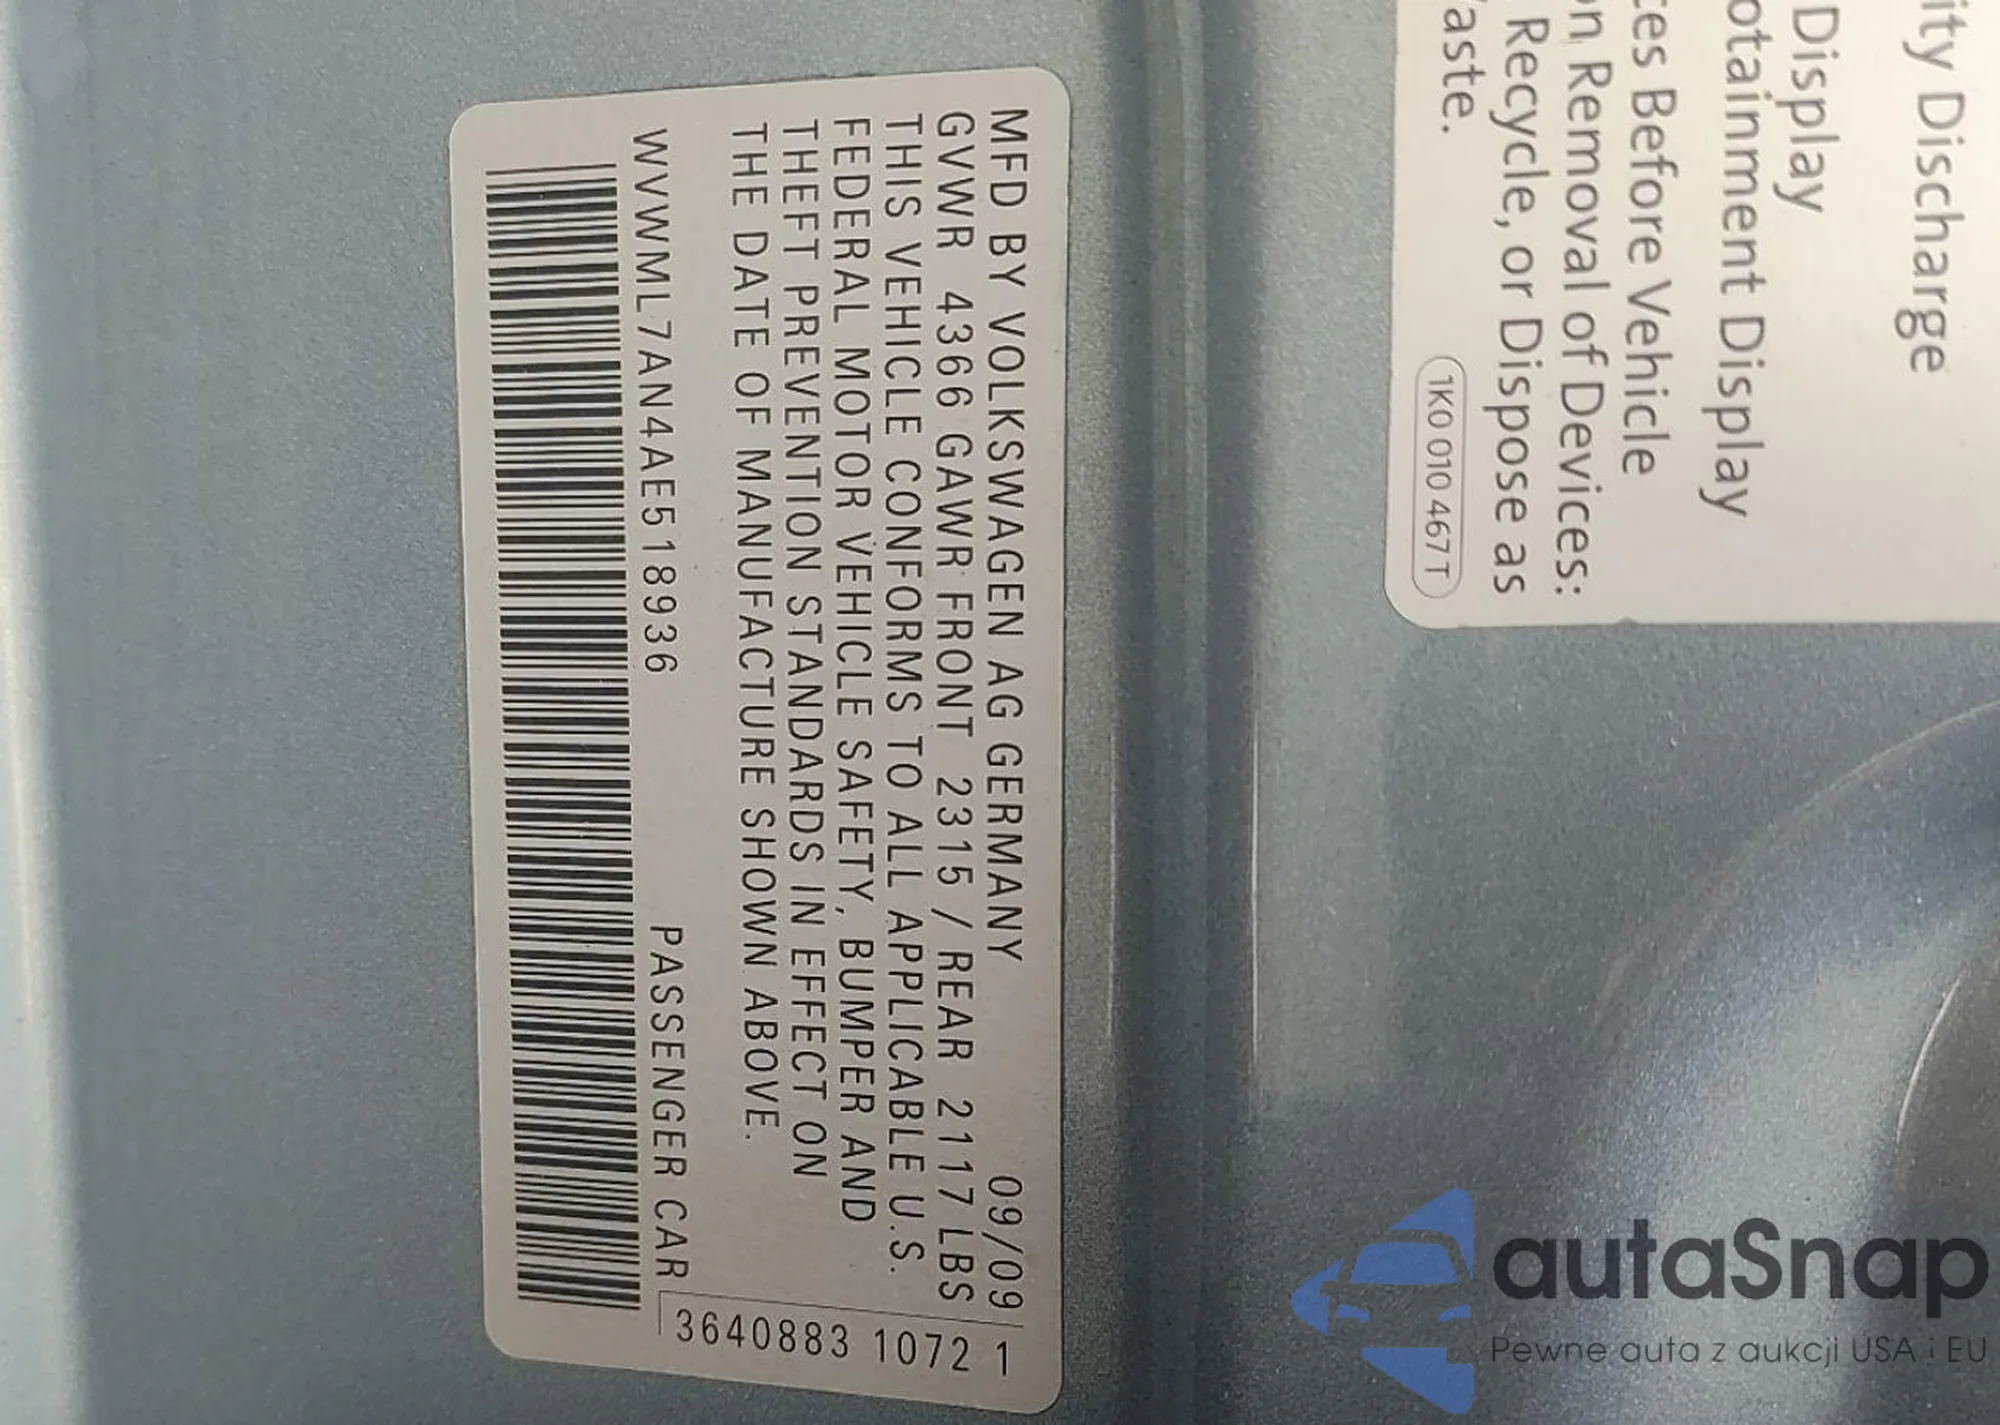 MFD BY VOLKSWAGEN AG GERMANY 09/09
GVWR 4366 GAWR FRONT 2315 / REAR 2117 LBS
THIS VEHICLE CONFORMS TO ALL APPLICABLE U.S.
FEDERAL MOTOR VEHICLE SAFETY, BUMPER AND
THEFT PREVENTION STANDARDS IN EFFECT ON
THE DATE OF MANUFACTURE SHOWN ABOVE.
WVWML7AN4AE518936 PASSENGER CAR
3640883 1072 1
ity Discharge
Display
otainment Display
es Before Vehicle
on Removal of Devices:
Recycle, or Dispose as
aste.
1K0 010 467 T
autaSnap
Pewne auta z aukcji USA i EU